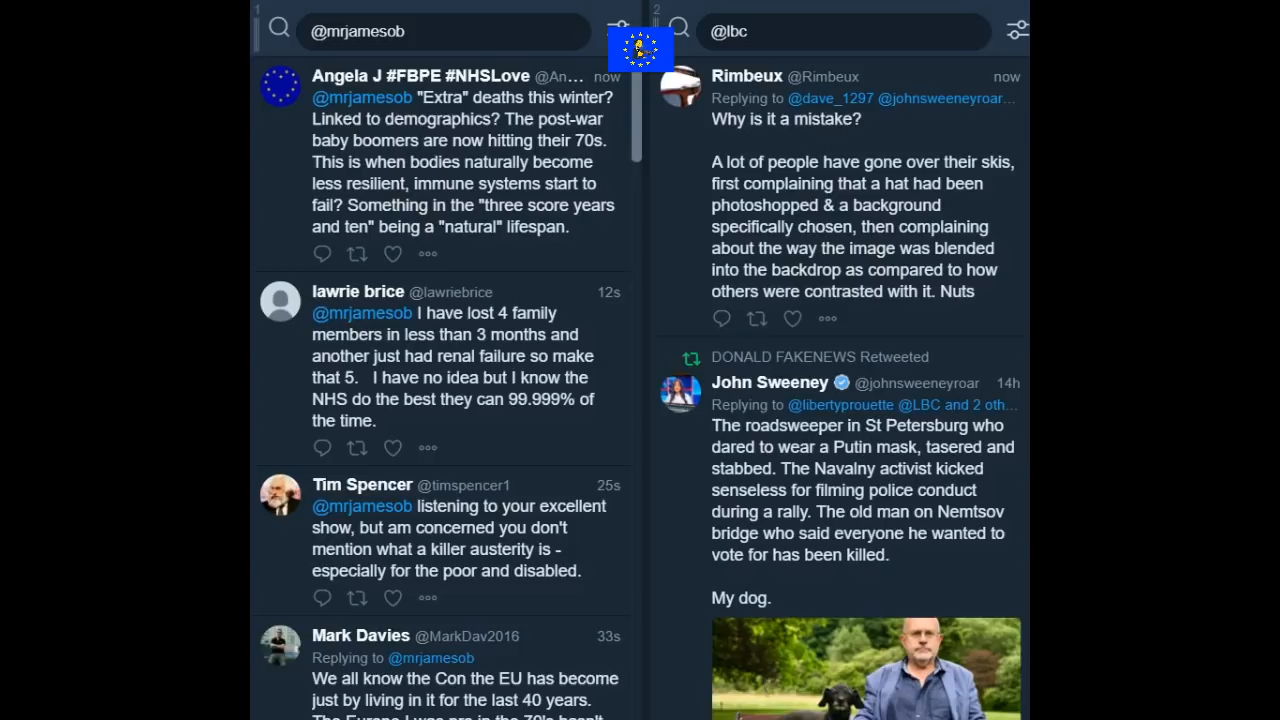 1
@mrjamesob
Angela J #FBPE #NHSLove @An... now
@mrjamesob "Extra" deaths this winter?
Linked to demographics? The post-war
baby boomers are now hitting their 70s.
This is when bodies naturally become
less resilient, immune systems start to
fail? Something in the "three score years
and ten" being a "natural" lifespan.
lawrie brice @lawriebrice 12s
@mrjamesob I have lost 4 family
members in less than 3 months and
another just had renal failure so make
that 5. I have no idea but I know the
NHS do the best they can 99.999% of
the time.
Tim Spencer @timspencer1 25s
@mrjamesob listening to your excellent
show, but am concerned you don't
mention what a killer austerity is -
especially for the poor and disabled.
Mark Davies @MarkDav2016 33s
Replying to @mrjamesob
We all know the Con the EU has become
just by living in it for the last 40 years.
The Europe I was pro in the 70's hasn't
2
@lbc
Rimbeux @Rimbeux now
Replying to @dave_1297 @johnsweeneyroar...
Why is it a mistake?
A lot of people have gone over their skis,
first complaining that a hat had been
photoshopped & a background
specifically chosen, then complaining
about the way the image was blended
into the backdrop as compared to how
others were contrasted with it. Nuts
DONALD FAKENEWS Retweeted
John Sweeney @johnsweeneyroar 14h
Replying to @libertyprouette @LBC and 2 oth...
The roadsweeper in St Petersburg who
dared to wear a Putin mask, tasered and
stabbed. The Navalny activist kicked
senseless for filming police conduct
during a rally. The old man on Nemtsov
bridge who said everyone he wanted to
vote for has been killed.
My dog.